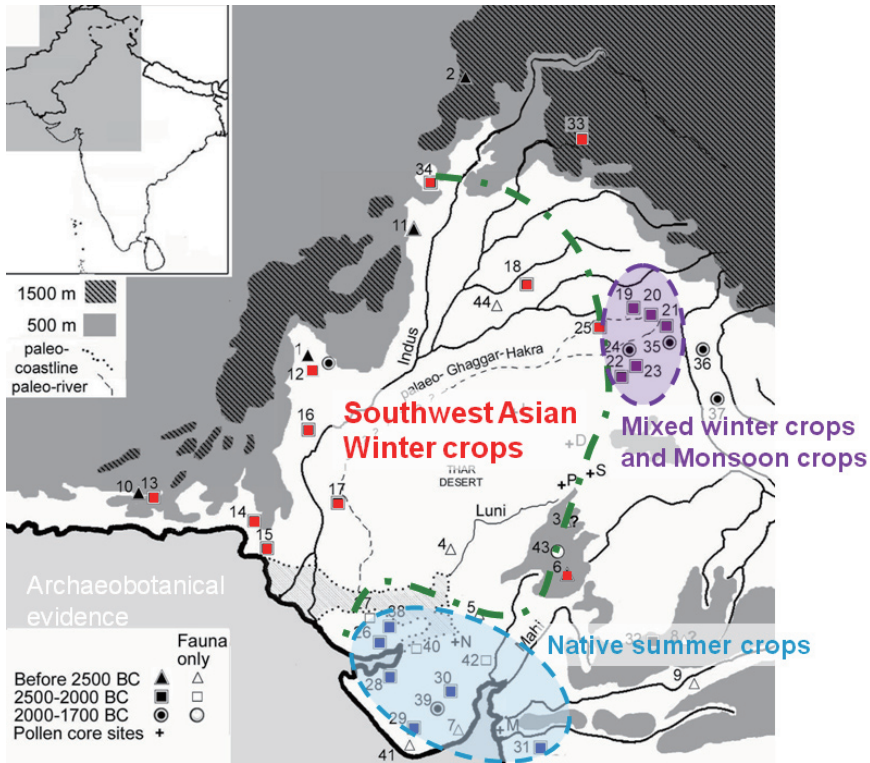 2
33
34
11
1500 m
500 m
paleo-
coastline
paleo-river
18
44
19
20
21
25
24
35
36
22
23
37
1
12
Indus
palaeo- Ghaggar-Hakra
16
Southwest Asian
Winter crops
Mixed winter crops
and Monsoon crops
+D
+P
+S
THAR
DESERT
10
13
14
15
17
Luni
3
?
4
43
6
Archaeobotanical
evidence
Fauna
only
Before 2500 BC
2500-2000 BC
2000-1700 BC
Pollen core sites +
5
Mahi
38
40
+N
42
Native summer crops
9
28
30
39
29
7
+M
31
41